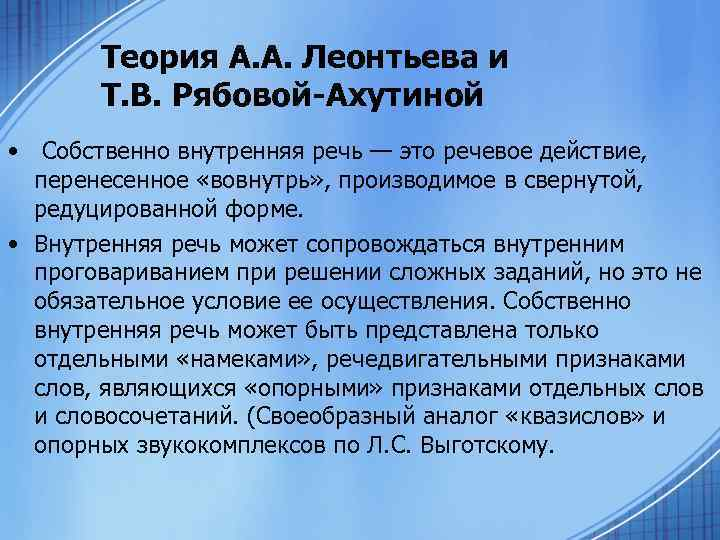 Теория А. А. Леонтьева и
Т. В. Рябовой-Ахутиной
• Собственно внутренняя речь — это речевое действие,
перенесенное «вовнутрь» , производимое в свернутой,
редуцированной форме.
• Внутренняя речь может сопровождаться внутренним
проговариванием при решении сложных заданий, но это не
обязательное условие ее осуществления. Собственно
внутренняя речь может быть представлена только
отдельными «намеками» , речедвигательными признаками
слов, являющихся «опорными» признаками отдельных слов
и словосочетаний. (Своеобразный аналог «квазислов» и
опорных звукокомплексов по Л. С. Выготскому.